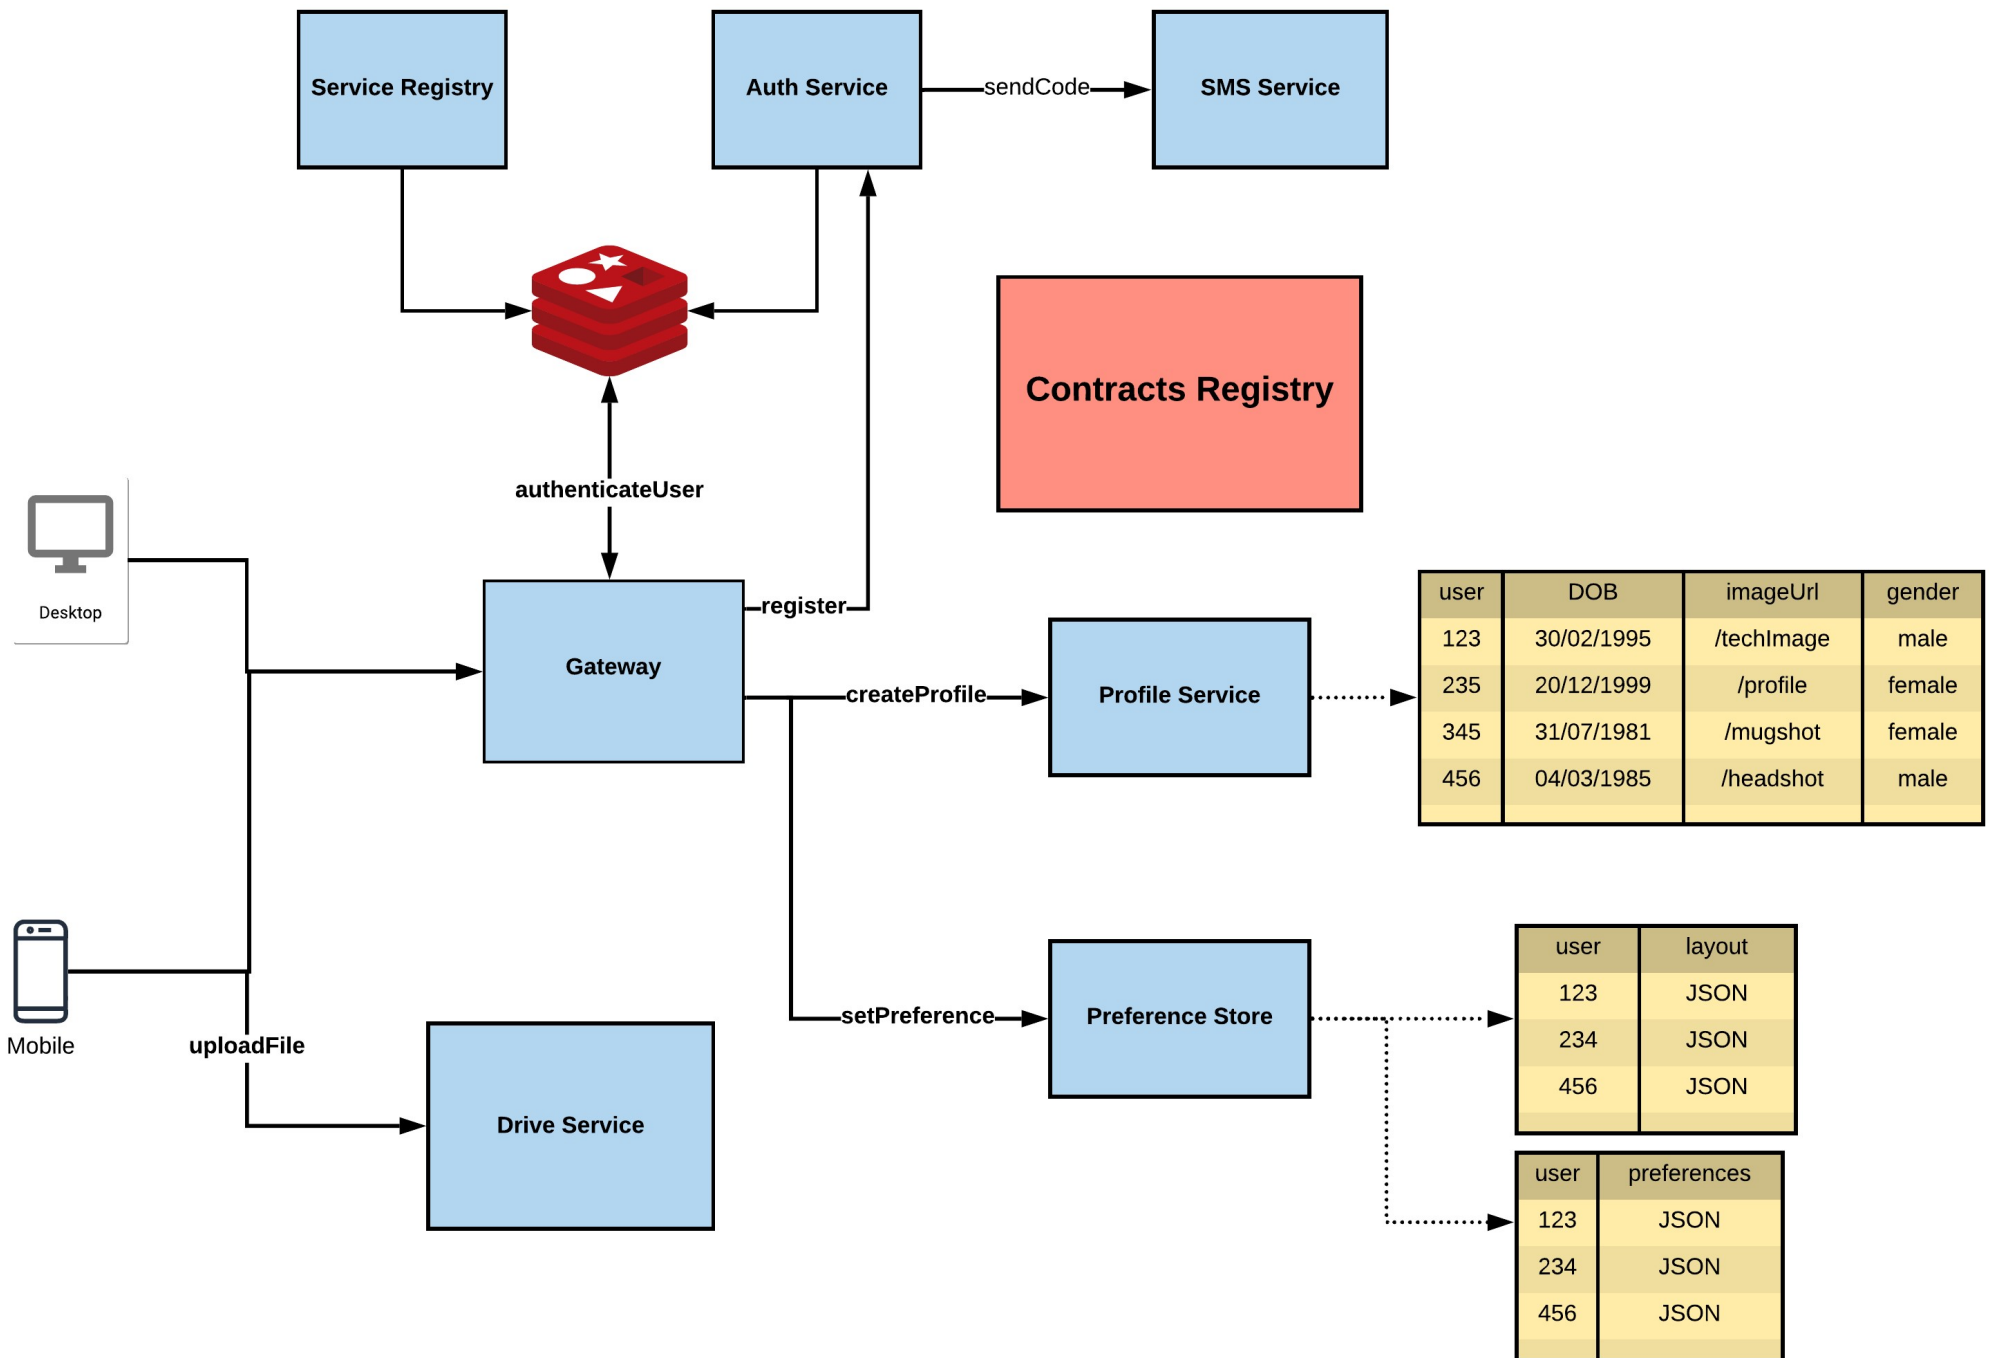 Service Registry
Auth Service
sendCode
SMS Service
Contracts Registry
authenticateUser
Desktop
register
Gateway
createProfile
Profile Service
user DOB imageUrl gender
123 30/02/1995 /techImage male
235 20/12/1999 /profile female
345 31/07/1981 /mugshot female
456 04/03/1985 /headshot male
Mobile
uploadFile
Drive Service
setPreference
Preference Store
user layout
123 JSON
234 JSON
456 JSON
user preferences
123 JSON
234 JSON
456 JSON